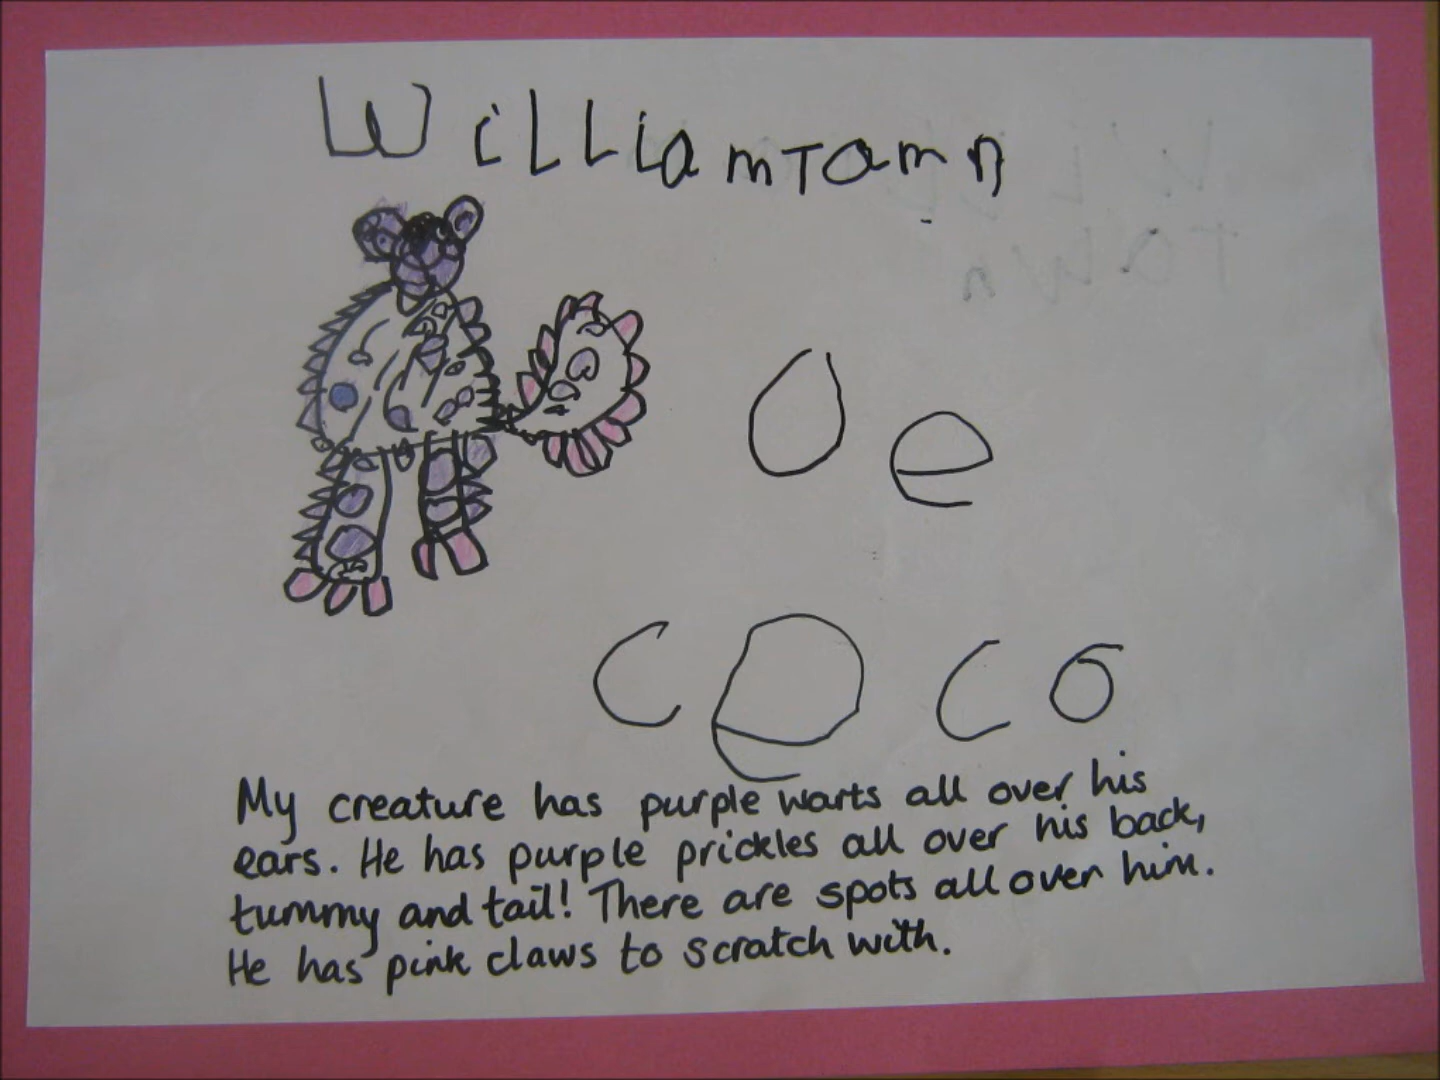 WiLLiamTamn
Oe
COCO
My creature has purple warts all over his
ears. He has purple prickles all over his back,
tummy and tail! There are spots all over him.
He has pink claws to scratch with.